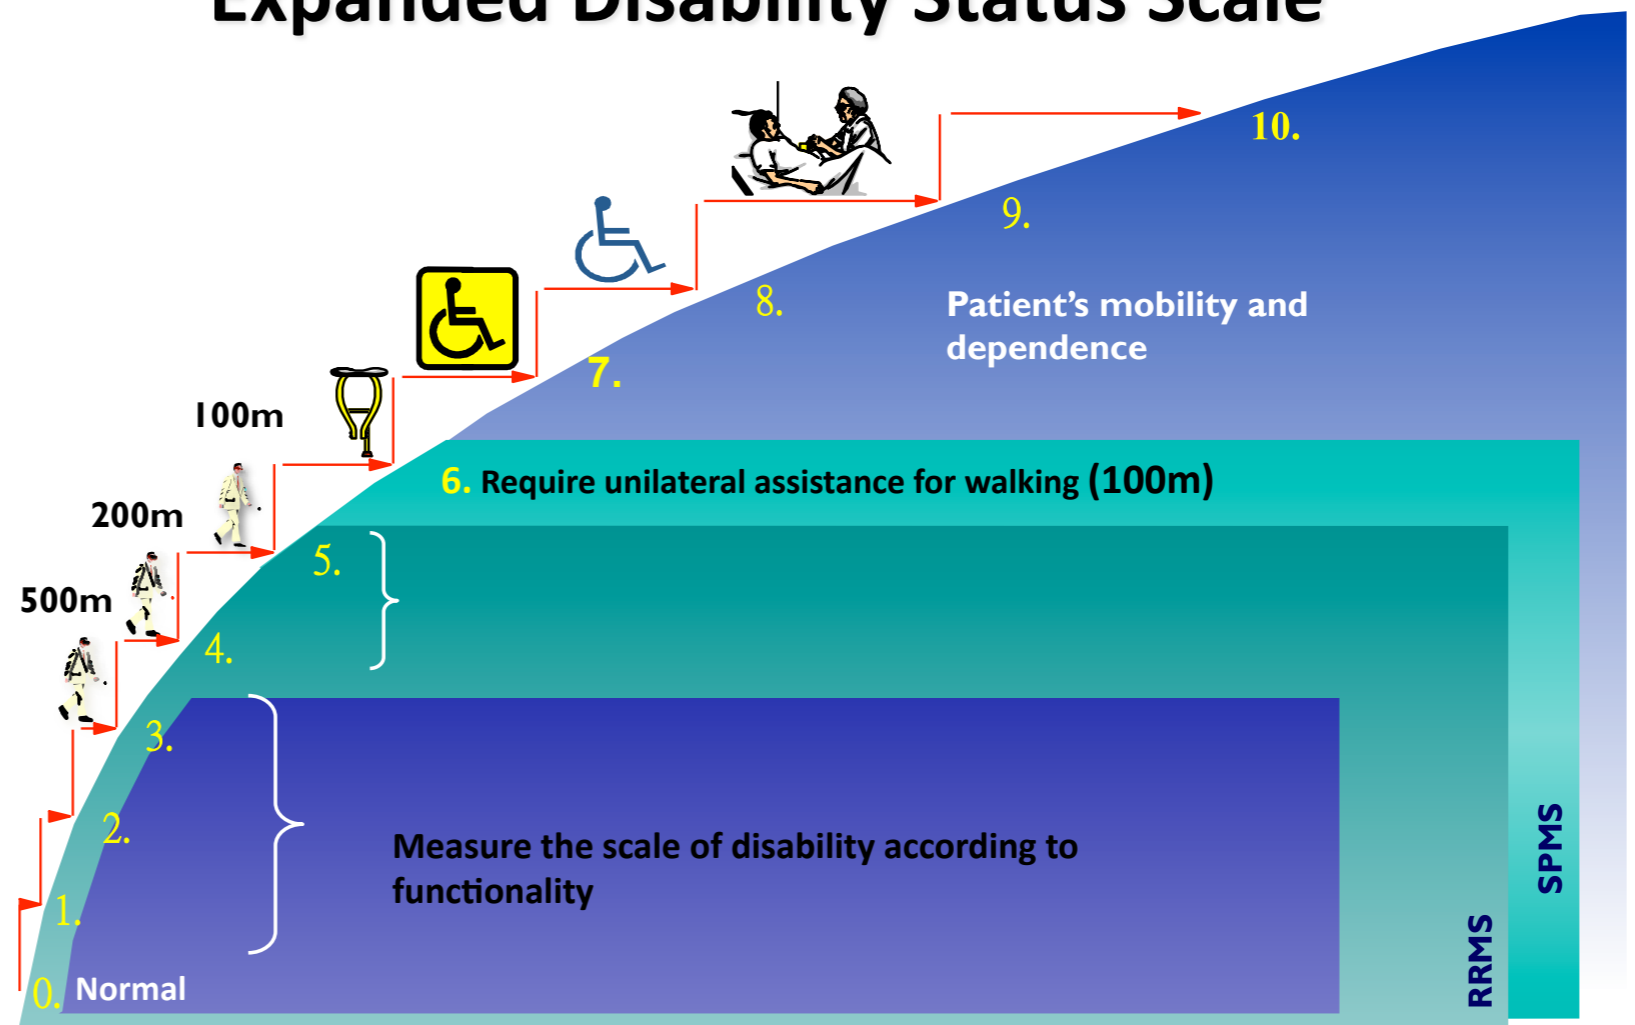 Expanded Disability Status Scale
10.
9.
8.
Patient’s mobility and
dependence
7.
100m
6. Require unilateral assistance for walking (100m)
200m
5.
500m
4.
3.
2.
Measure the scale of disability according to
functionality
1.
0. Normal
RRMS
SPMS